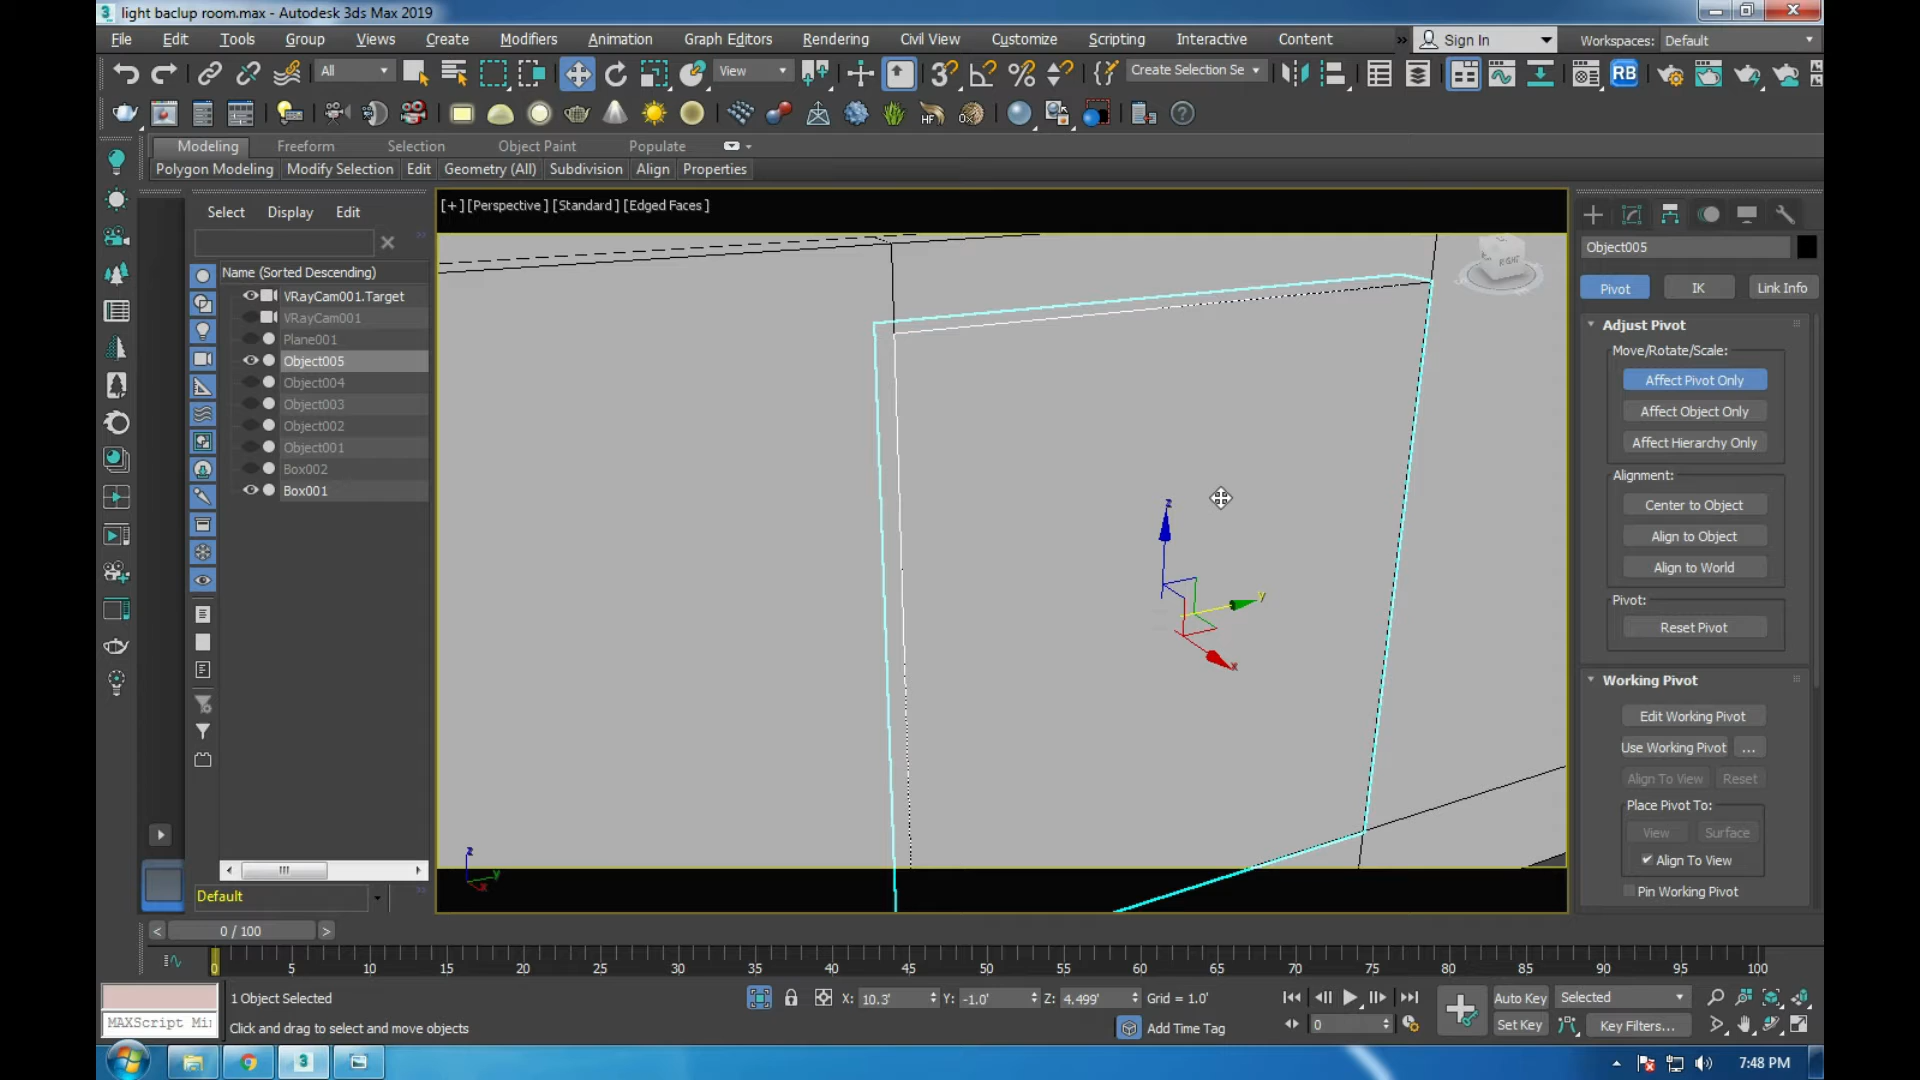 light baclup room.max - Autodesk 3ds Max 2019
File Edit Tools Group Views Create Modifiers Animation Graph Editors Rendering Civil View Customize Scripting Interactive Content » Sign In Workspaces: Default
All View Create Selection Se RB
HF
Modeling Freeform Selection Object Paint Populate
Polygon Modeling Modify Selection Edit Geometry (All) Subdivision Align Properties
Select Display Edit
Name (Sorted Descending)
VRayCam001.Target
VRayCam001
Plane001
Object005
Object004
Object003
Object002
Object001
Box002
Box001
Default
[+] [Perspective ] [Standard ] [Edged Faces ]
RIGHT
z
y
x
z
y
x
Object005
Pivot IK Link Info
Adjust Pivot
Move/Rotate/Scale:
Affect Pivot Only
Affect Object Only
Affect Hierarchy Only
Alignment:
Center to Object
Align to Object
Align to World
Pivot:
Reset Pivot
Working Pivot
Edit Working Pivot
Use Working Pivot ...
Align To View Reset
Place Pivot To:
View Surface
Align To View
Pin Working Pivot
< 0 / 100 >
0 5 10 15 20 25 30 35 40 45 50 55 60 65 70 75 80 85 90 95 100
1 Object Selected X: 10.3' Y: -1.0' Z: 4.499' Grid = 1.0' Auto Key Selected
MAXScript Mi Click and drag to select and move objects Add Time Tag 0 Set Key Key Filters...
3 7:48 PM